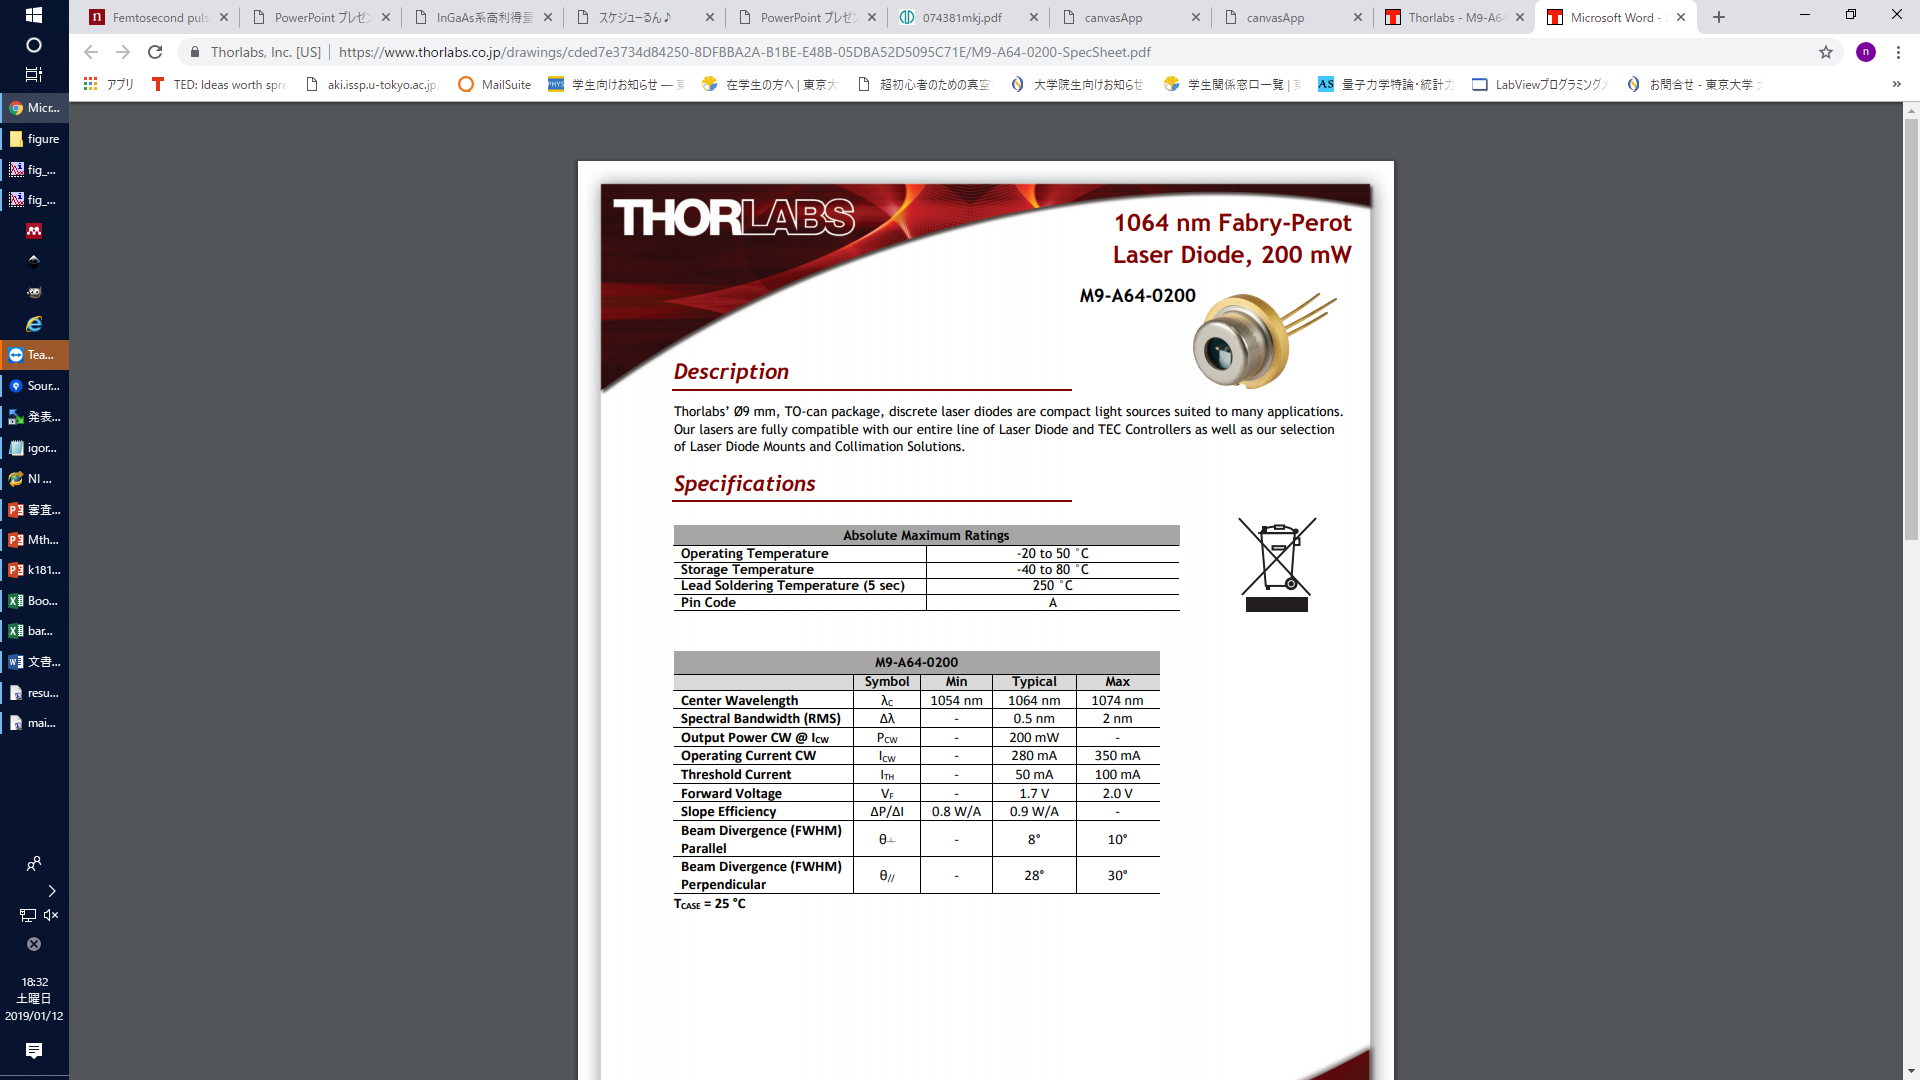 Femtosecond puls
PowerPoint プレゼン
InGaAs系高利得量
スケジューるん♪
PowerPoint プレゼン
074381mkj.pdf
canvasApp
canvasApp
Thorlabs - M9-A64
Microsoft Word -
Thorlabs, Inc. [US]
https://www.thorlabs.co.jp/drawings/cded7e3734d84250-8DFBBA2A-B1BE-E48B-05DBA52D5095C71E/M9-A64-0200-SpecSheet.pdf
n
アプリ
TED: Ideas worth spre
aki.issp.u-tokyo.ac.jp
MailSuite
学生向けお知らせ —
在学生の方へ | 東京大
超初心者のための真空
大学院生向けお知らせ
学生関係窓口一覧 |
量子力学特論・統計力
LabViewプログラミング
お問合せ - 東京大学
»
Micr...
figure
fig_...
fig_...
Tea...
Sour...
発表...
igor...
NI ...
審査...
Mth...
k181...
Boo...
bar...
文書...
resu...
mai...
18:32
土曜日
2019/01/12
THORLABS
1064 nm Fabry-Perot
Laser Diode, 200 mW
M9-A64-0200
Description
Thorlabs’ Ø9 mm, TO-can package, discrete laser diodes are compact light sources suited to many applications.
Our lasers are fully compatible with our entire line of Laser Diode and TEC Controllers as well as our selection
of Laser Diode Mounts and Collimation Solutions.
Specifications
Absolute Maximum Ratings
Operating Temperature -20 to 50 °C
Storage Temperature -40 to 80 °C
Lead Soldering Temperature (5 sec) 250 °C
Pin Code A
M9-A64-0200
Symbol Min Typical Max
Center Wavelength λC 1054 nm 1064 nm 1074 nm
Spectral Bandwidth (RMS) Δλ - 0.5 nm 2 nm
Output Power CW @ ICW PCW - 200 mW -
Operating Current CW ICW - 280 mA 350 mA
Threshold Current ITH - 50 mA 100 mA
Forward Voltage VF - 1.7 V 2.0 V
Slope Efficiency ΔP/ΔI 0.8 W/A 0.9 W/A -
Beam Divergence (FWHM)
Parallel θ⊥ - 8° 10°
Beam Divergence (FWHM)
Perpendicular θ// - 28° 30°
TCASE = 25 °C